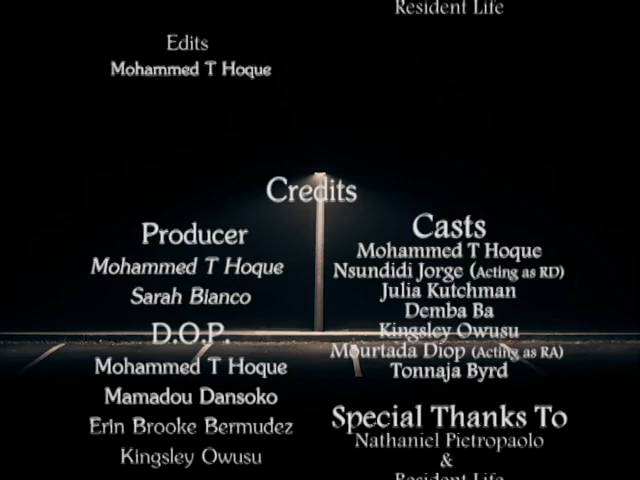 Resident Life
Edits
Mohammed T Hoque
Credits
Producer
Mohammed T Hoque
Sarah Bianco
D.O.P.
Mohammed T Hoque
Mamadou Dansoko
Erin Brooke Bermudez
Kingsley Owusu
Casts
Mohammed T Hoque
Nsundidi Jorge (Acting as RD)
Julia Kutchman
Demba Ba
Kingsley Owusu
Mourtada Diop (Acting as RA)
Tonnaja Byrd
Special Thanks To
Nathaniel Pietropaolo
&
Resident Life